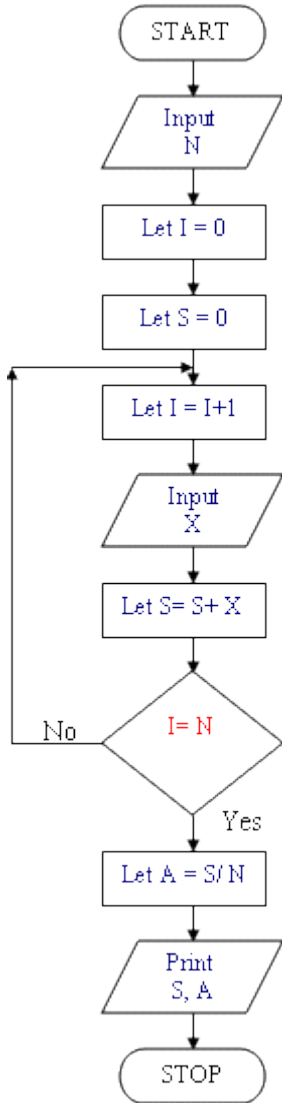 START
Input
N
Let I = 0
Let S = 0
Let I = I+1
Input
X
Let S= S+ X
I= N
No
Yes
Let A = S/ N
Print
S, A
STOP